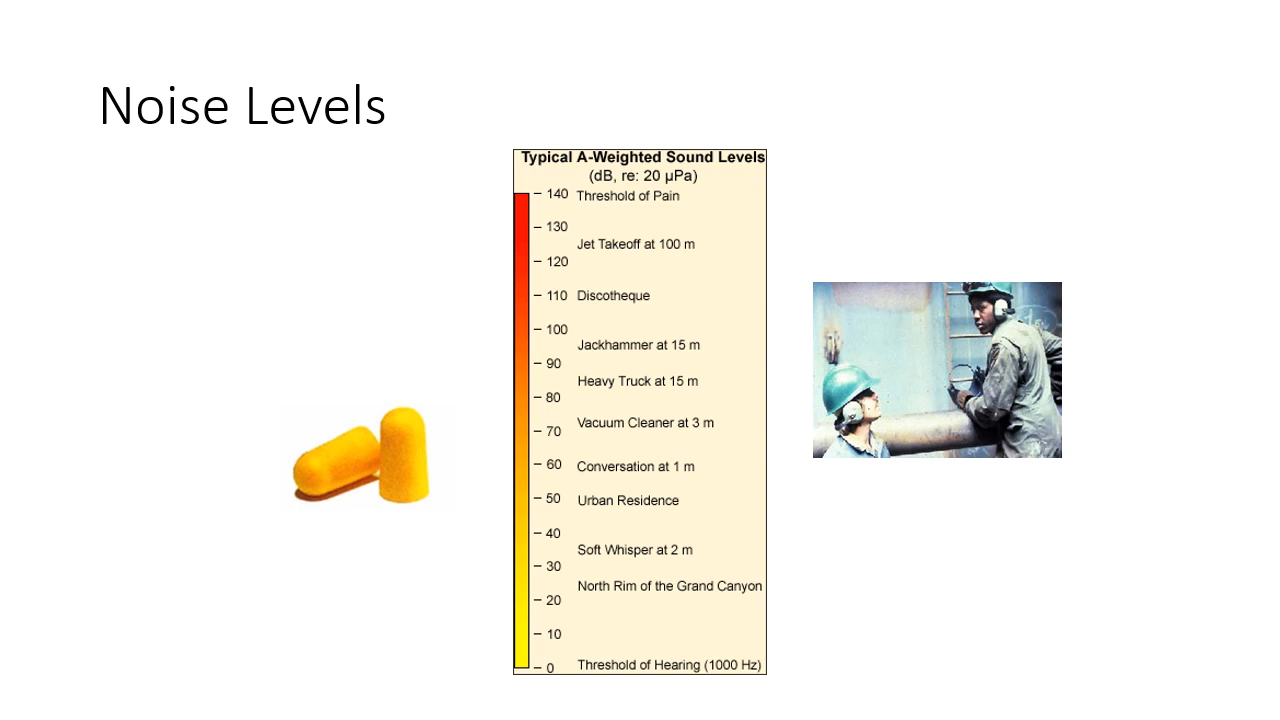 Noise Levels
Typical A-Weighted Sound Levels
(dB, re: 20 µPa)
140 Threshold of Pain
130
Jet Takeoff at 100 m
120
110 Discotheque
100
Jackhammer at 15 m
90
Heavy Truck at 15 m
80
Vacuum Cleaner at 3 m
70
60 Conversation at 1 m
50 Urban Residence
40
Soft Whisper at 2 m
30
North Rim of the Grand Canyon
20
10
0 Threshold of Hearing (1000 Hz)